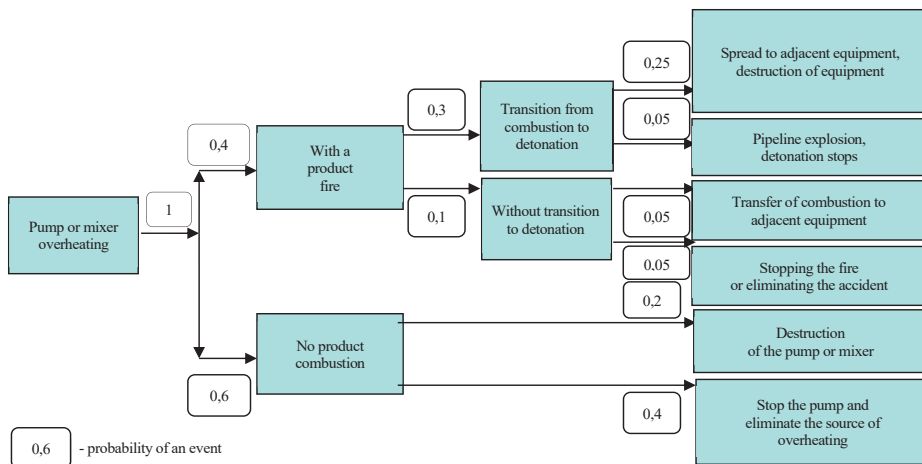 0,25
Spread to adjacent equipment,
destruction of equipment
0,3
Transition from
combustion to
detonation
0,05
Pipeline explosion,
detonation stops
0,4
With a
product
fire
0,1
Without transition
to detonation
0,05
Transfer of combustion to
adjacent equipment
1
Pump or mixer
overheating
0,05
Stopping the fire
or eliminating the accident
0,2
No product
combustion
Destruction
of the pump or mixer
0,6
0,4
Stop the pump and
eliminate the source of
overheating
0,6 - probability of an event